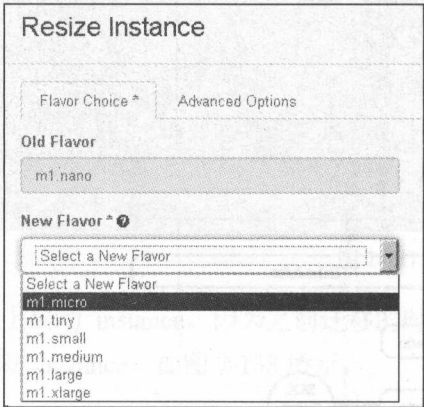 Resize Instance
Flavor Choice * Advanced Options
Old Flavor
m1.nano
New Flavor *
Select a New Flavor
Select a New Flavor
m1.micro
m1.tiny
m1.small
m1.medium
m1.large
m1.xlarge